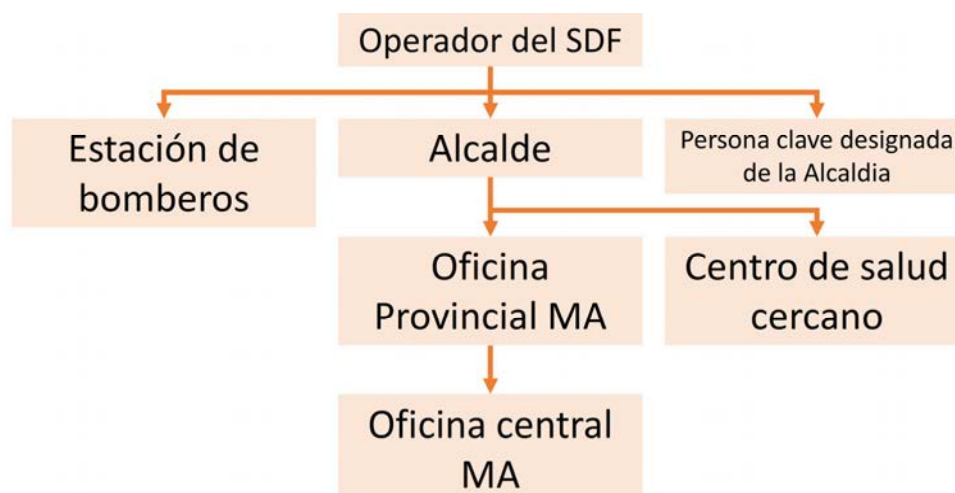 Operador del SDF
Estación de
bomberos
Alcalde
Persona clave designada
de la Alcaldia
Oficina
Provincial MA
Centro de salud
cercano
Oficina central
MA